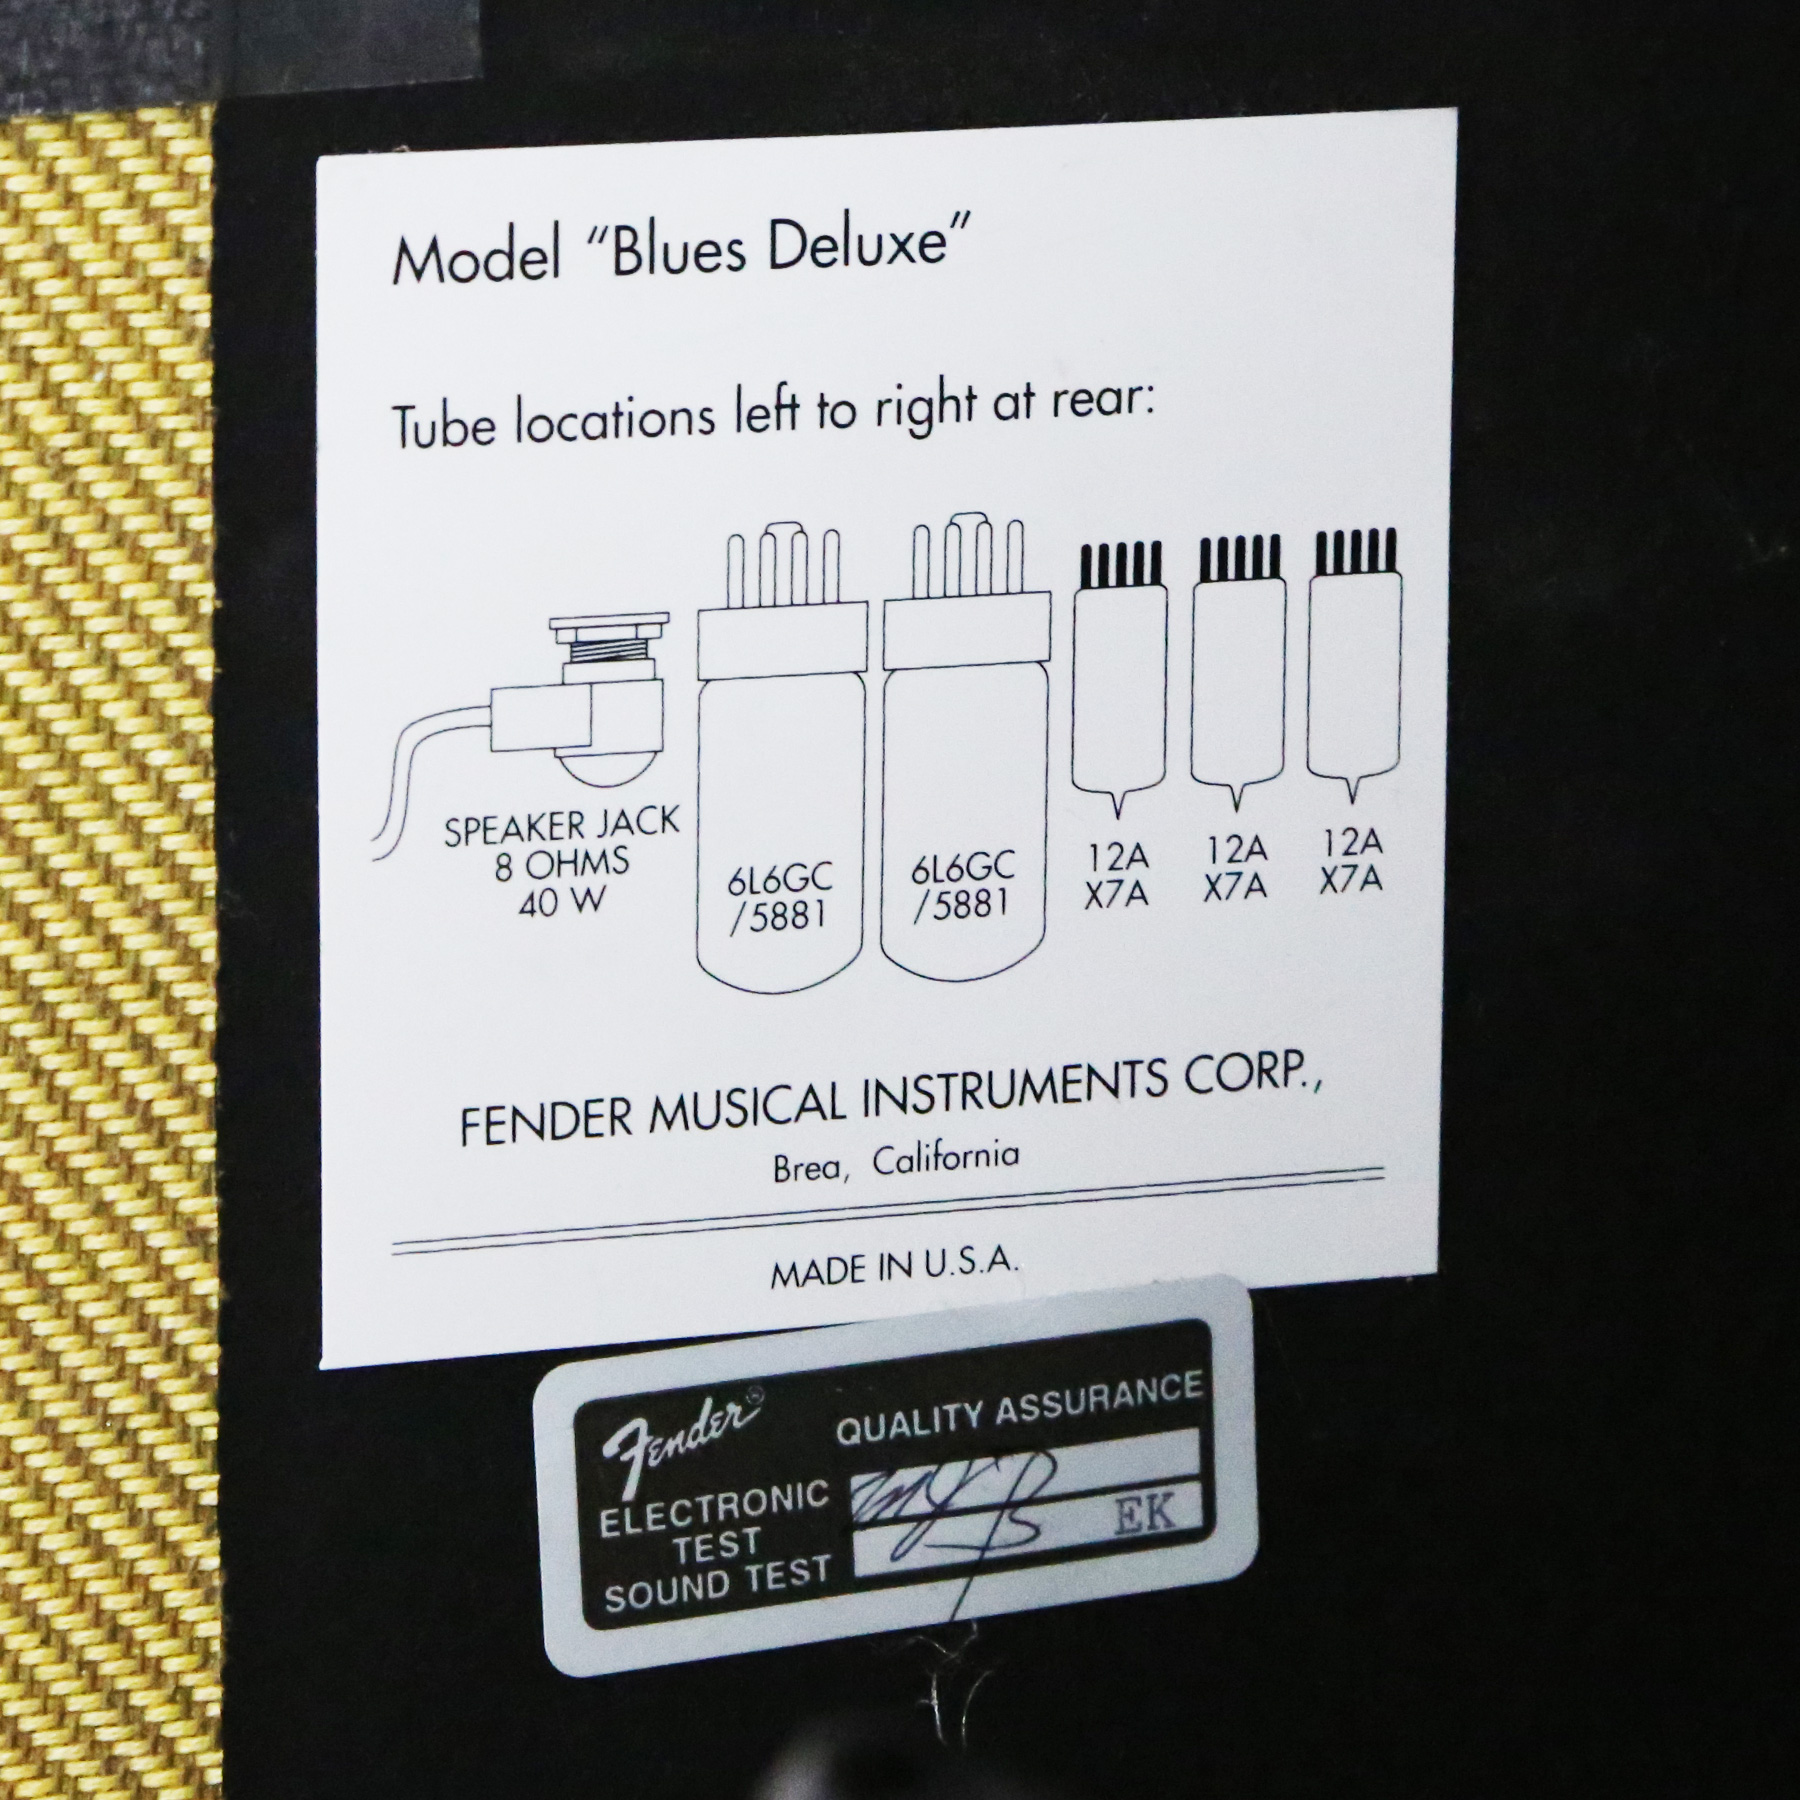 Model “Blues Deluxe”
Tube locations left to right at rear:
SPEAKER JACK
8 OHMS
40 W
6L6GC
/5881
6L6GC
/5881
12A
X7A
12A
X7A
12A
X7A
FENDER MUSICAL INSTRUMENTS CORP.,
Brea, California
MADE IN U.S.A.
Fender®
QUALITY ASSURANCE
ELECTRONIC
TEST
SOUND TEST
EK